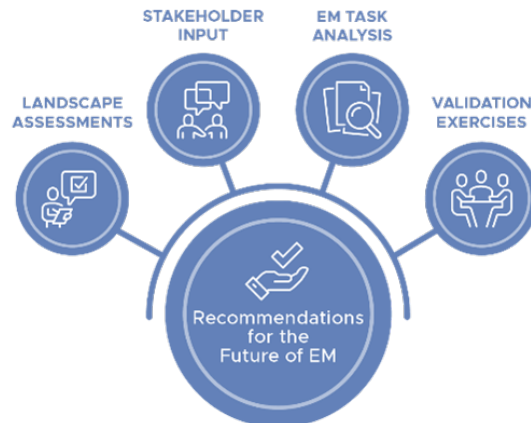 STAKEHOLDER
INPUT
EM TASK
ANALYSIS
LANDSCAPE
ASSESSMENTS
VALIDATION
EXERCISES
Recommendations
for the
Future of EM